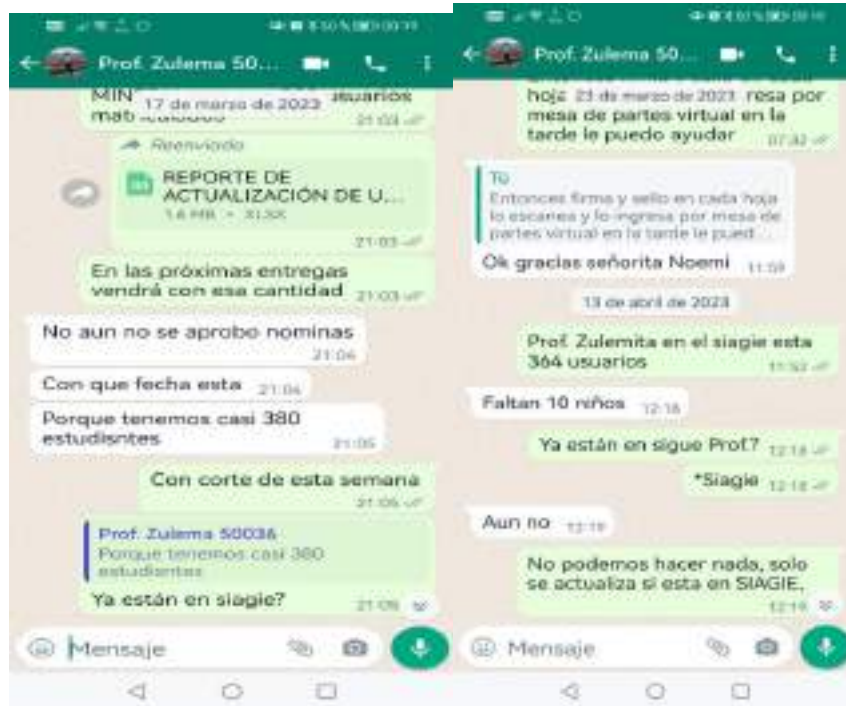 Prof. Zulema 50...
17 de marzo de 2023
usuarios
21:03
Reenviado
REPORTE DE
ACTUALIZACIÓN DE U...
XLSX
21:03
En las próximas entregas
vendrá con esa cantidad 21:03
No aun no se aprobo nominas
21:04
Con que fecha esta 21:04
Porque tenemos casi 380
estudisntes 21:05
Con corte de esta semana
Prof. Zulema 50036
Porque tenemos casi 380
estudiantes
Ya están en siagie?
Mensaje
Prof. Zulema 50...
hoja
23 de marzo de 2023
resa por
mesa de partes virtual en la
tarde le puedo ayudar 07:32
Tú
Entonces firma y sello en cada hoja
lo escanea y lo ingresa por mesa de
partes virtual en la tarde le pued...
Ok gracias señorita Noemi 11:59
13 de abril de 2023
Prof. Zulemita en el siagie esta
364 usuarios
Faltan 10 niños 12:18
Ya están en sigue Prof.? 12:18
*Siagie 12:18
Aun no 12:19
No podemos hacer nada, solo
se actualiza si esta en SIAGIE,
12:19
Mensaje